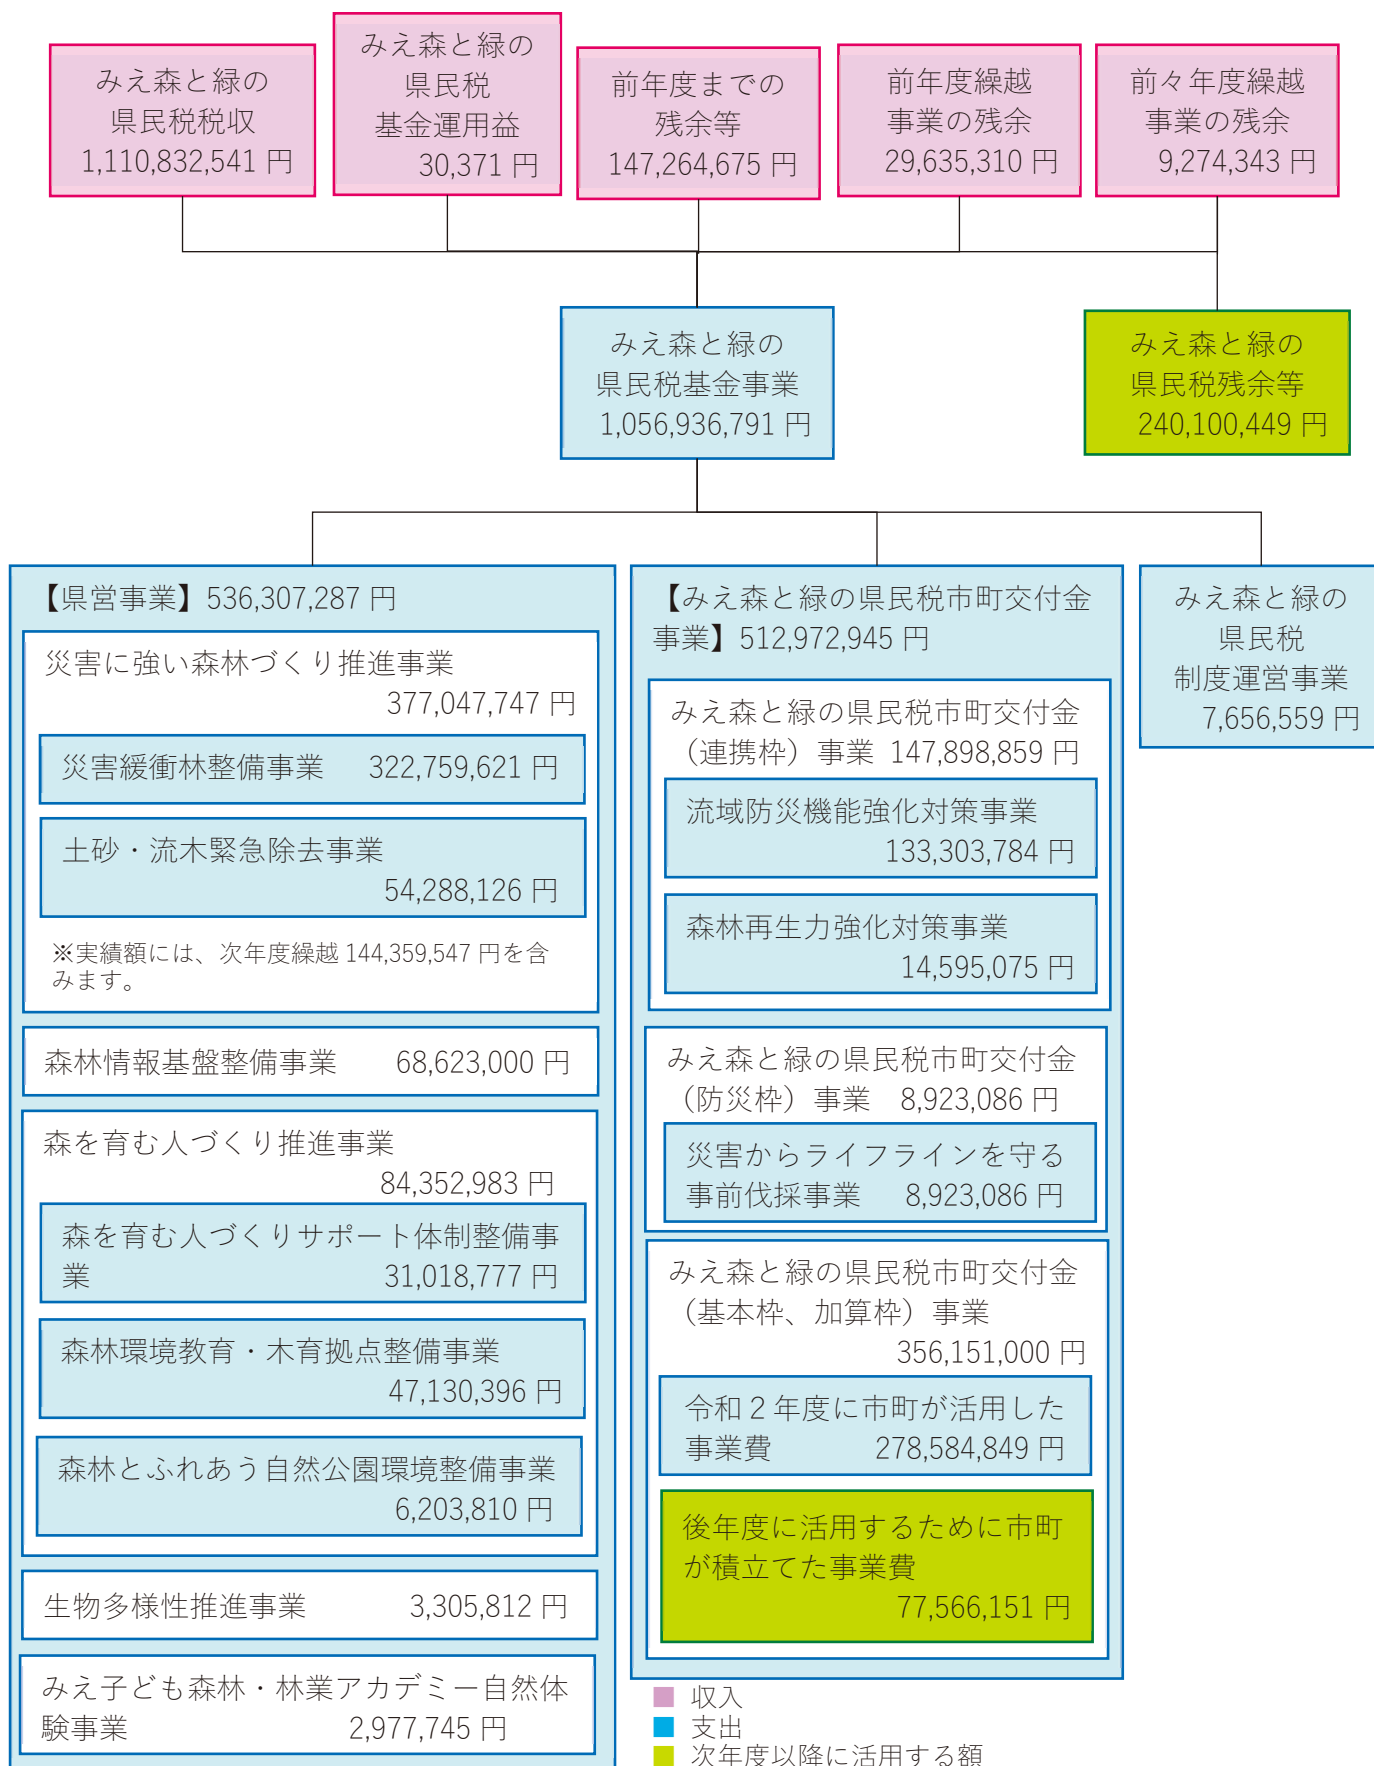 みえ森と緑の
県民税税収
1,110,832,541 円
みえ森と緑の
県民税
基金運用益
30,371 円
前年度までの
残余等
147,264,675 円
前年度繰越
事業の残余
29,635,310 円
前々年度繰越
事業の残余
9,274,343 円
みえ森と緑の
県民税基金事業
1,056,936,791 円
みえ森と緑の
県民税残余等
240,100,449 円
【県営事業】536,307,287 円
災害に強い森林づくり推進事業
377,047,747 円
災害緩衝林整備事業 322,759,621 円
土砂・流木緊急除去事業
54,288,126 円
※実績額には、次年度繰越 144,359,547 円を含
みます。
森林情報基盤整備事業 68,623,000 円
森を育む人づくり推進事業
84,352,983 円
森を育む人づくりサポート体制整備事
業 31,018,777 円
森林環境教育・木育拠点整備事業
47,130,396 円
森林とふれあう自然公園環境整備事業
6,203,810 円
生物多様性推進事業 3,305,812 円
みえ子ども森林・林業アカデミー自然体
験事業 2,977,745 円
【みえ森と緑の県民税市町交付金
事業】512,972,945 円
みえ森と緑の県民税市町交付金
（連携枠）事業 147,898,859 円
流域防災機能強化対策事業
133,303,784 円
森林再生力強化対策事業
14,595,075 円
みえ森と緑の県民税市町交付金
（防災枠）事業 8,923,086 円
災害からライフラインを守る
事前伐採事業 8,923,086 円
みえ森と緑の県民税市町交付金
（基本枠、加算枠）事業
356,151,000 円
令和２年度に市町が活用した
事業費 278,584,849 円
後年度に活用するために市町
が積立てた事業費
77,566,151 円
みえ森と緑の
県民税
制度運営事業
7,656,559 円
収入
支出
次年度以降に活用する額